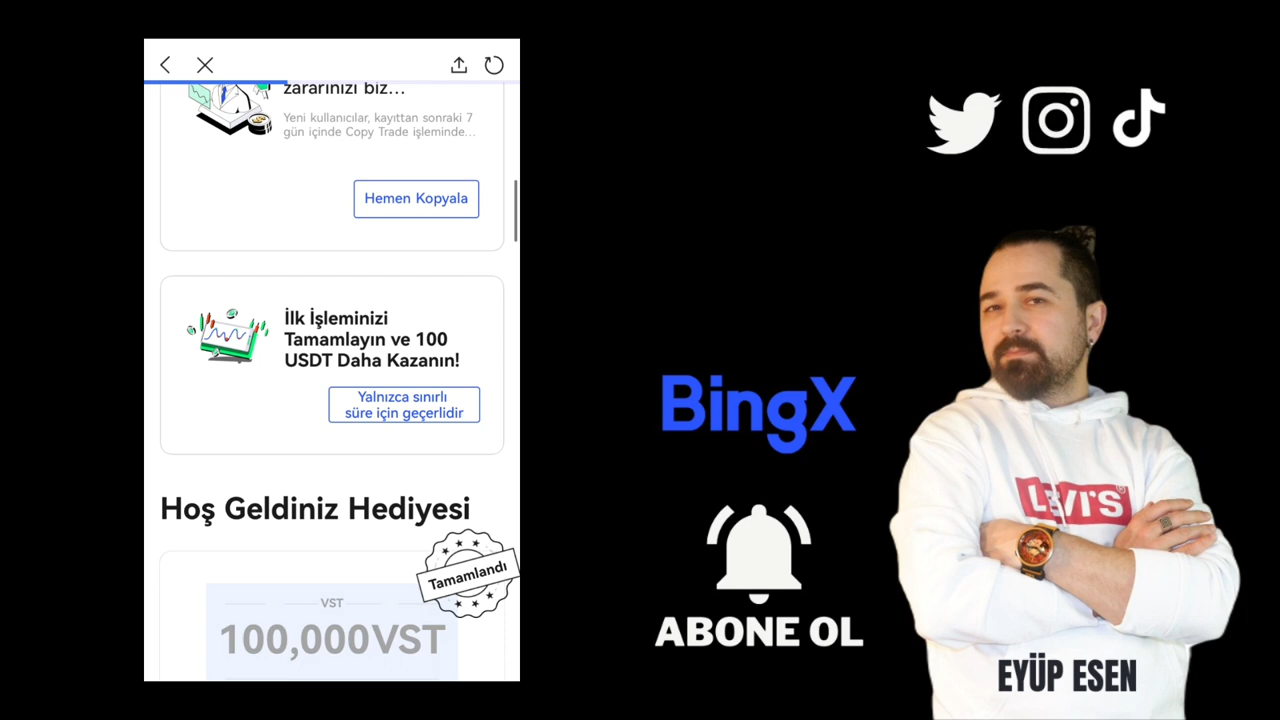 zararınızı biz...
Yeni kullanıcılar, kayıttan sonraki 7
gün içinde Copy Trade işleminde...
Hemen Kopyala
İlk İşleminizi
Tamamlayın ve 100
USDT Daha Kazanın!
Yalnızca sınırlı
süre için geçerlidir
Hoş Geldiniz Hediyesi
Tamamlandı
VST
100,000VST
BingX
ABONE OL
LEVI'S®
EYÜP ESEN